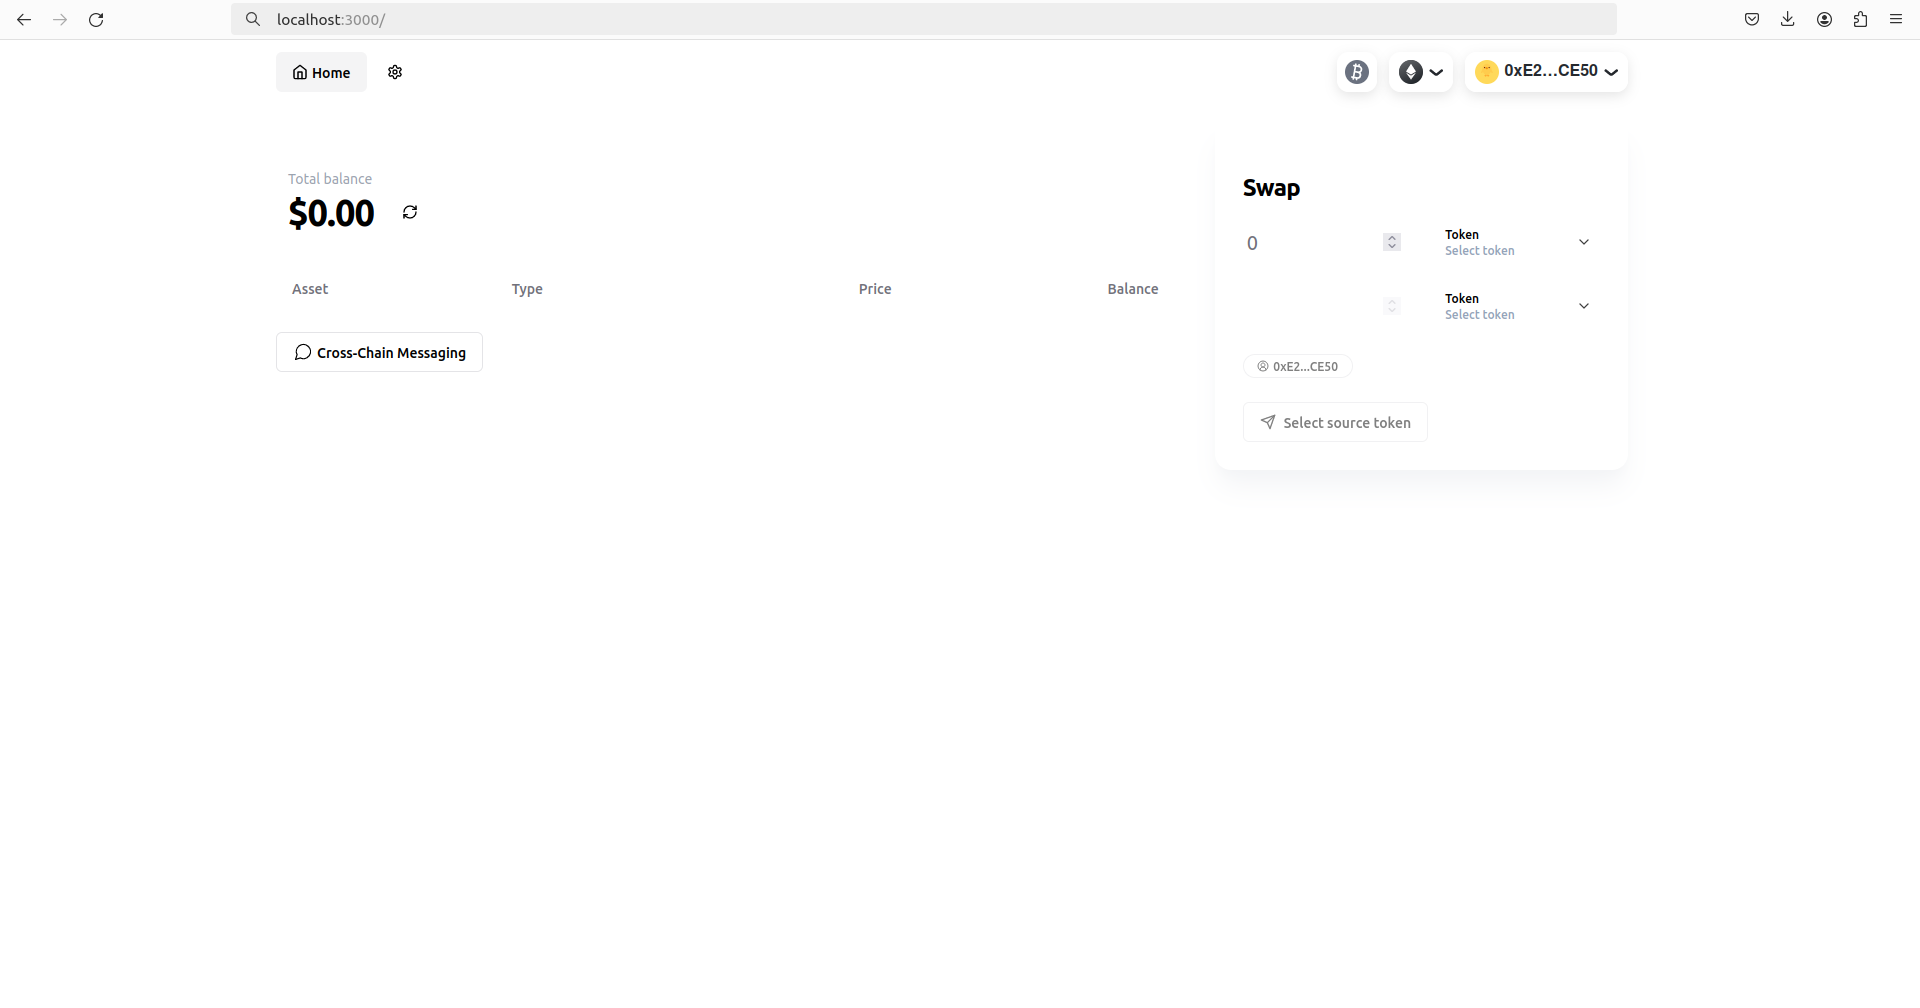 localhost:3000/
Home
0xE2...CE50
Total balance
$0.00
Asset Type Price Balance
Cross-Chain Messaging
Swap
0
Token
Select token
Token
Select token
0xE2...CE50
Select source token